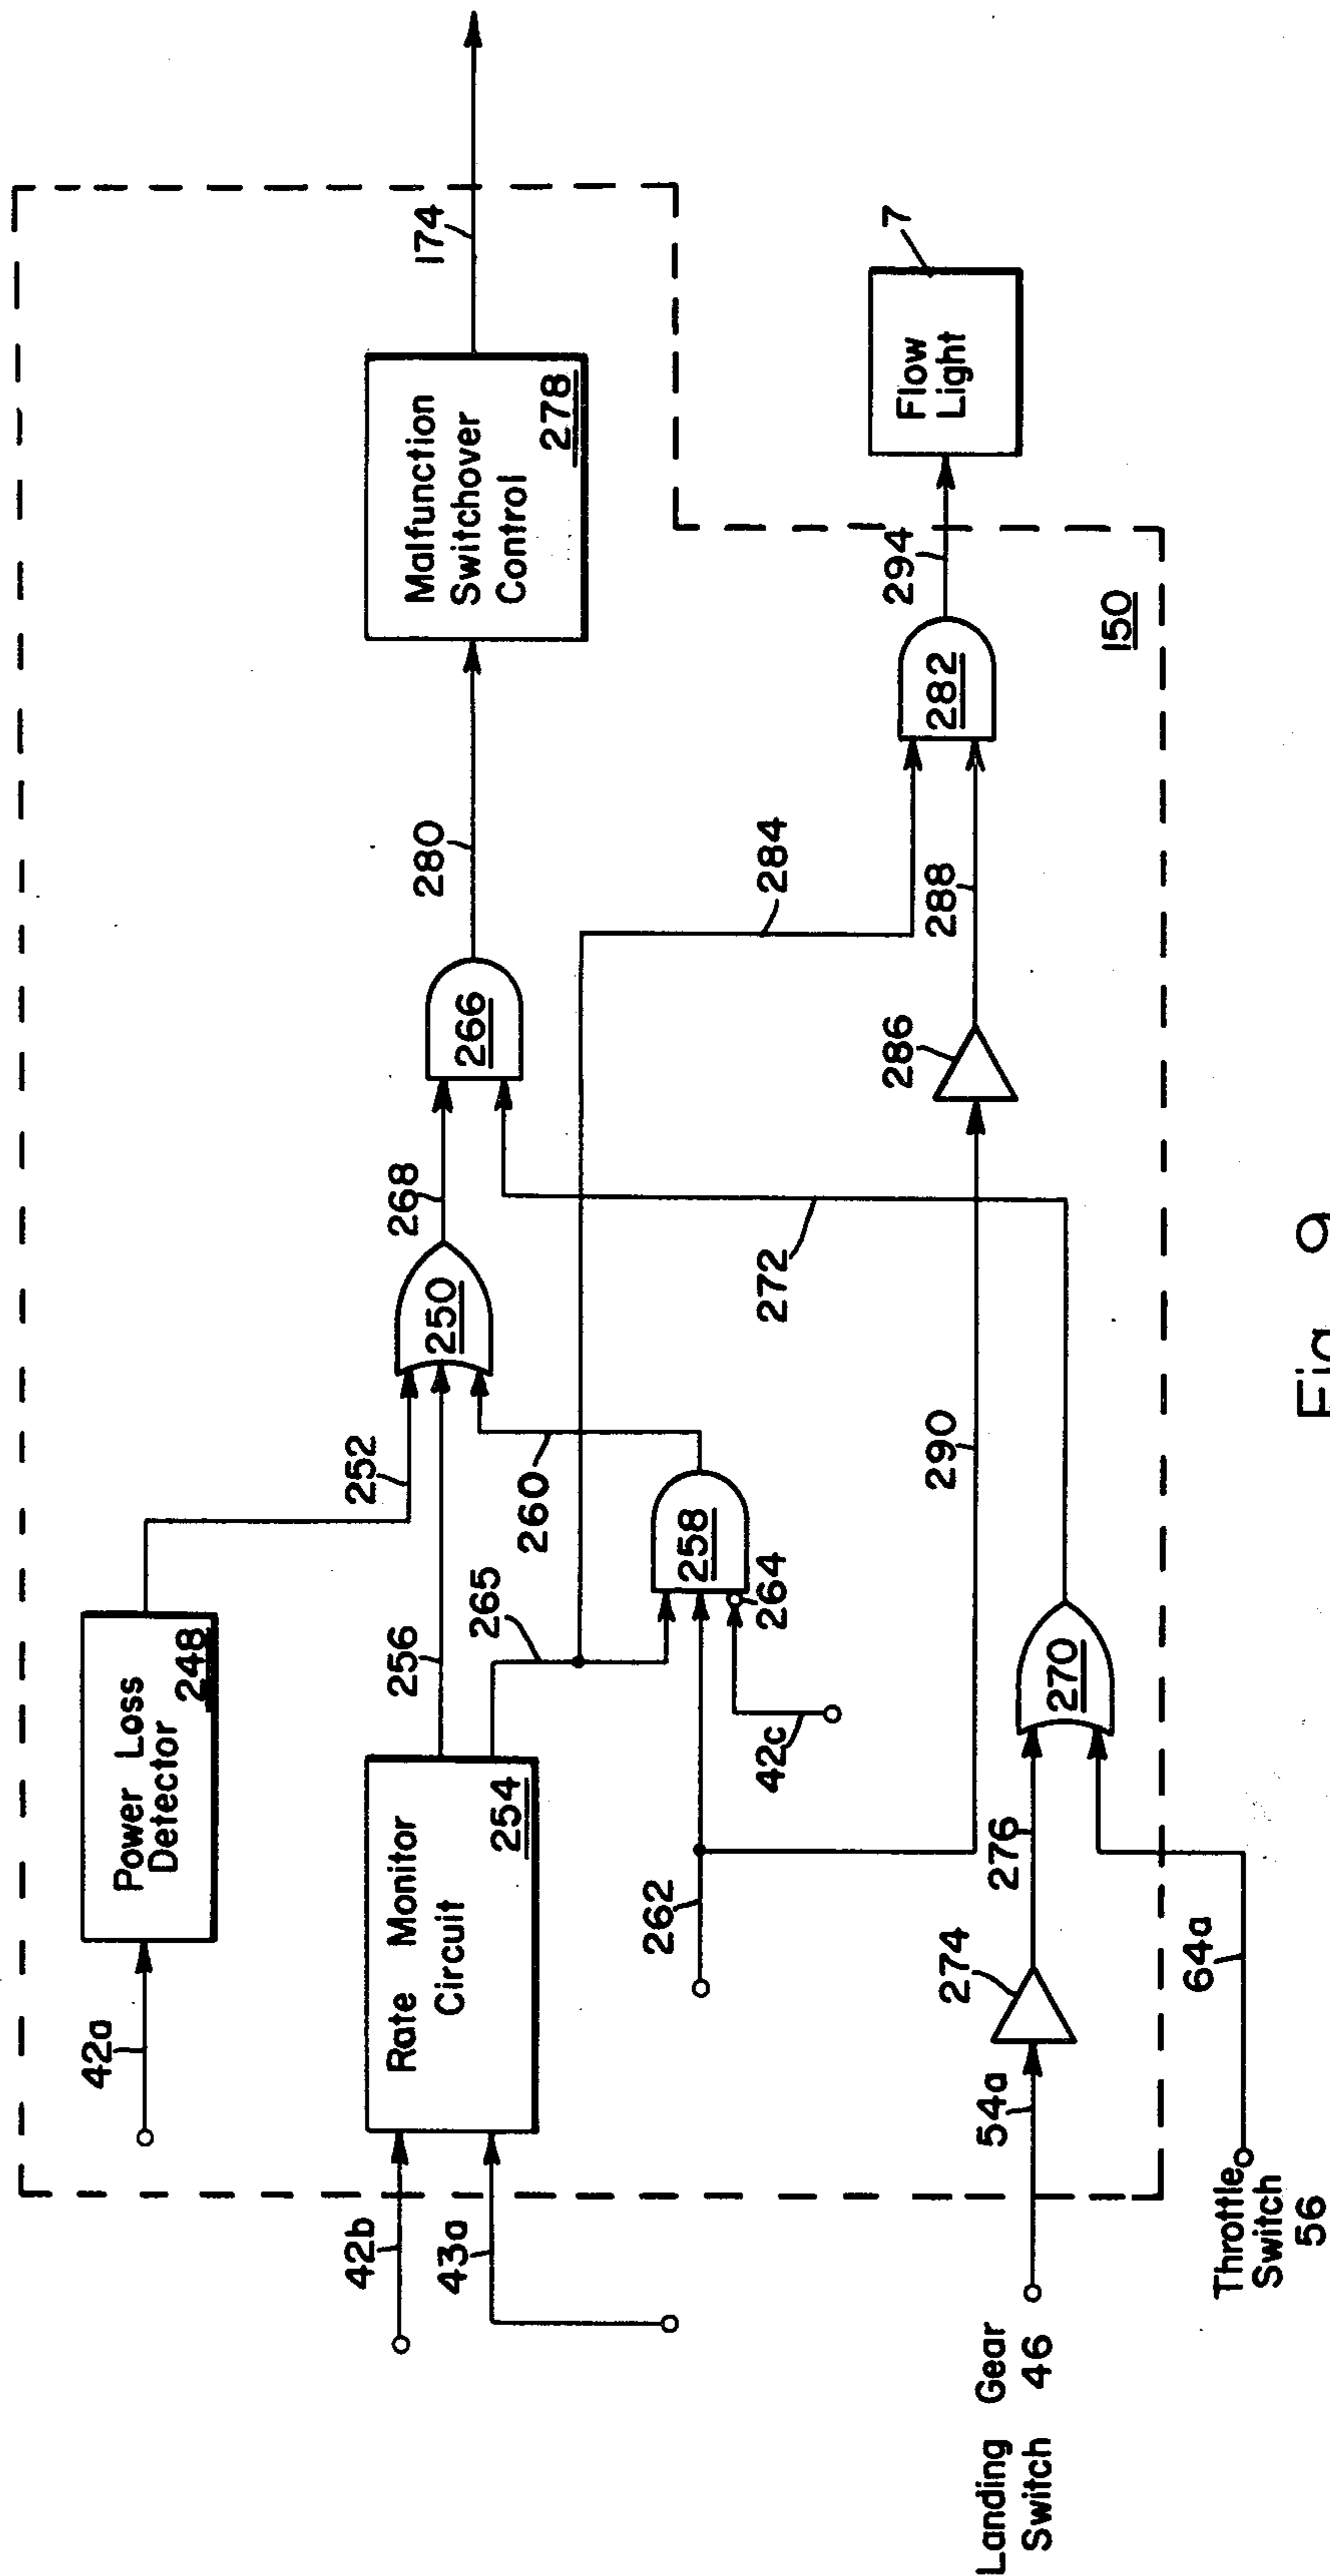 42a
Power Loss
Detector
248
252
42b
43a
Rate Monitor
Circuit
254
256
265
260
250
268
266
280
Malfunction
Switchover
Control
278
174
262
42c
264
258
284
272
290
286
288
282
294
Flow
Light
7
Landing Gear
Switch 46
54a
274
276
270
64a
Throttle
Switch
56
150
Fig. 9